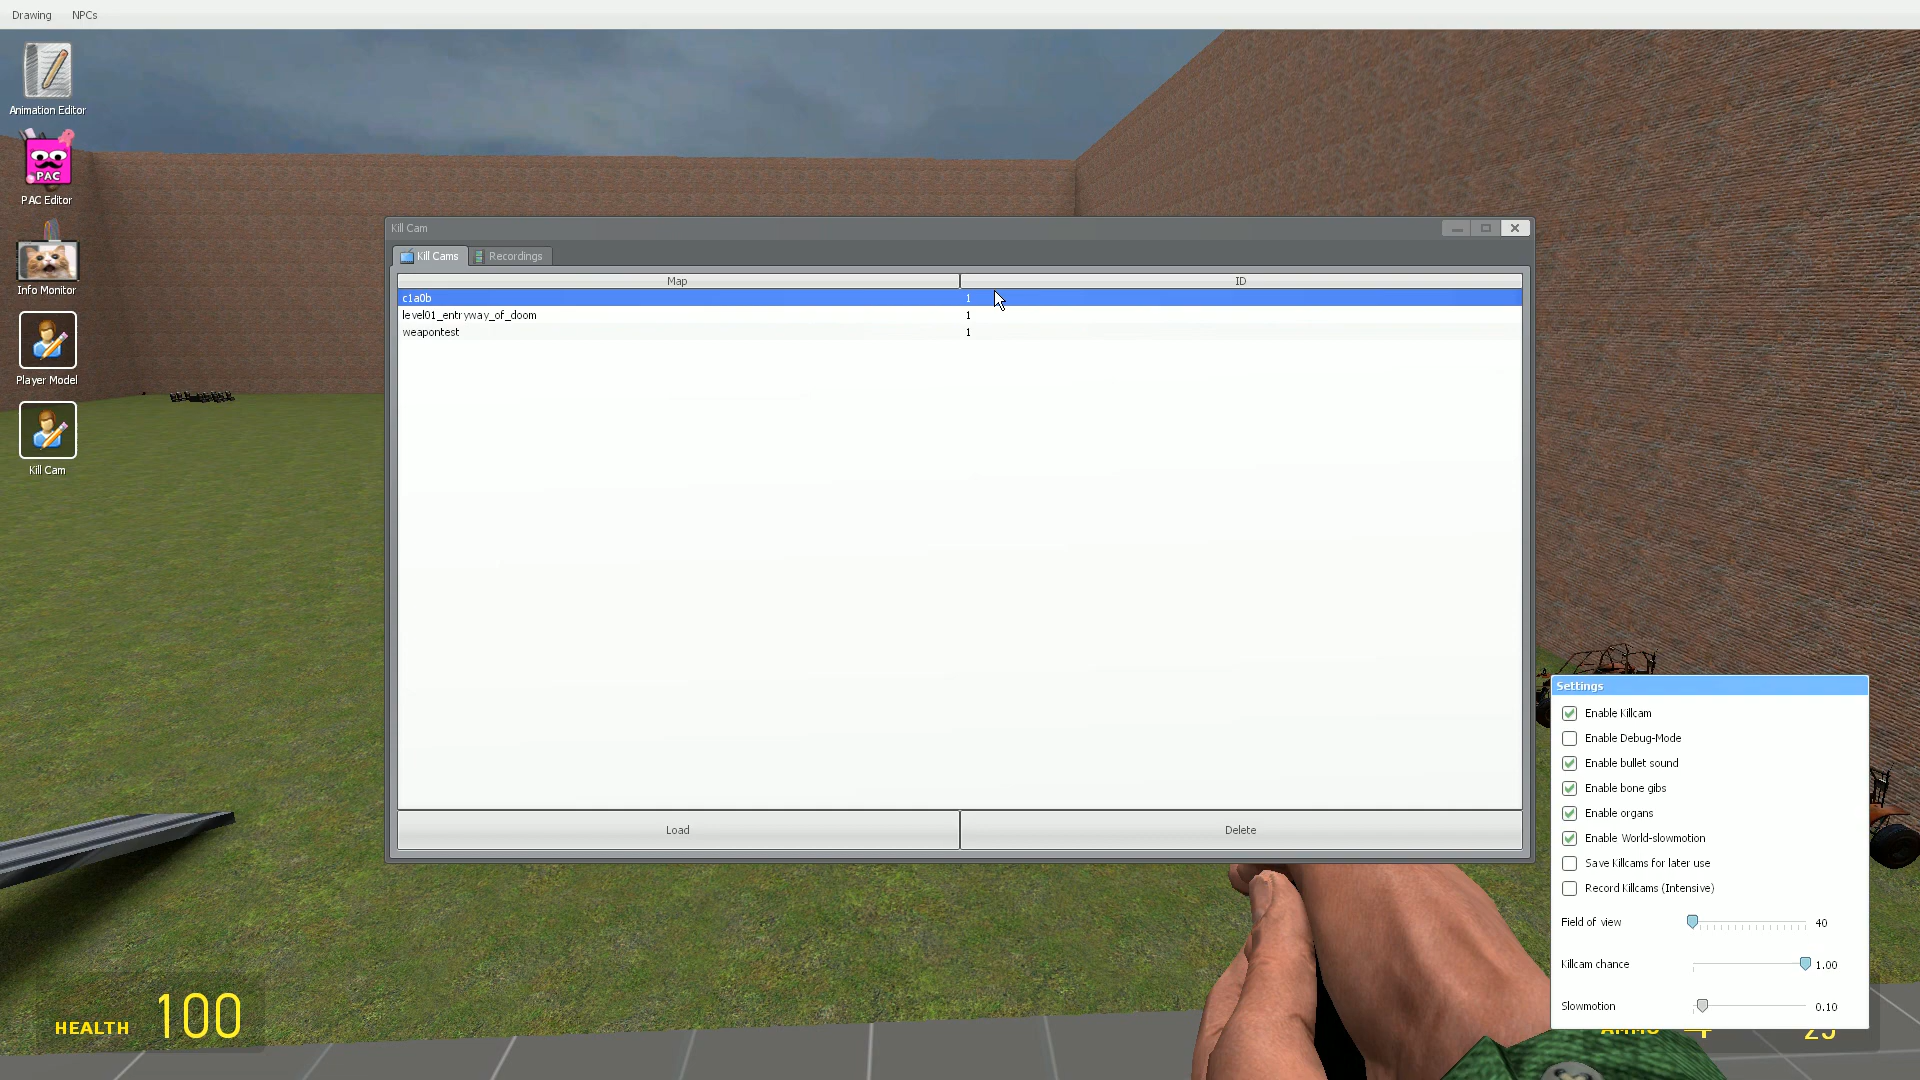 Drawing NPCs
Animation Editor
PAC
PAC Editor
Info Monitor
Player Model
Kill Cam
Kill Cam
Kill Cams Recordings
Map ID
c1a0b 1
level01_entryway_of_doom 1
weapontest 1
Load Delete
Settings
Enable Killcam
Enable Debug-Mode
Enable bullet sound
Enable bone gibs
Enable organs
Enable World-slowmotion
Save Killcams for later use
Record Killcams (Intensive)
Field of view 40
Killcam chance 1.00
Slowmotion 0.10
HEALTH 100